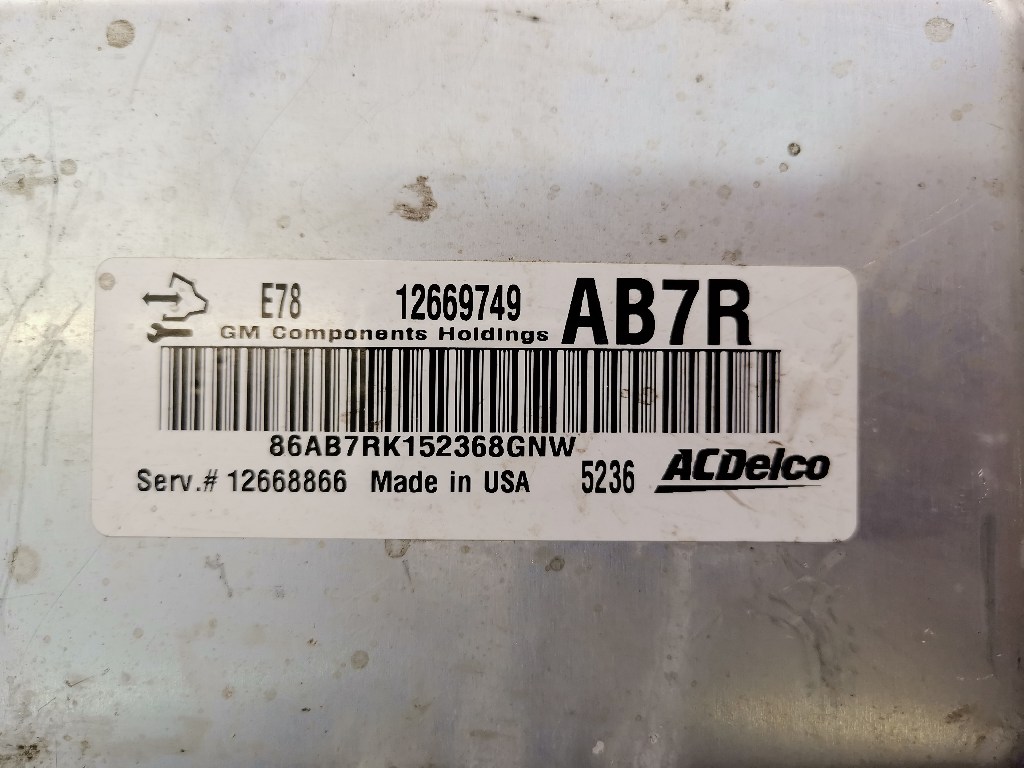 E78 12669749 AB7R
GM Components Holdings
86AB7RK152368GNW
Serv.# 12668866 Made in USA 5236 ACDelco